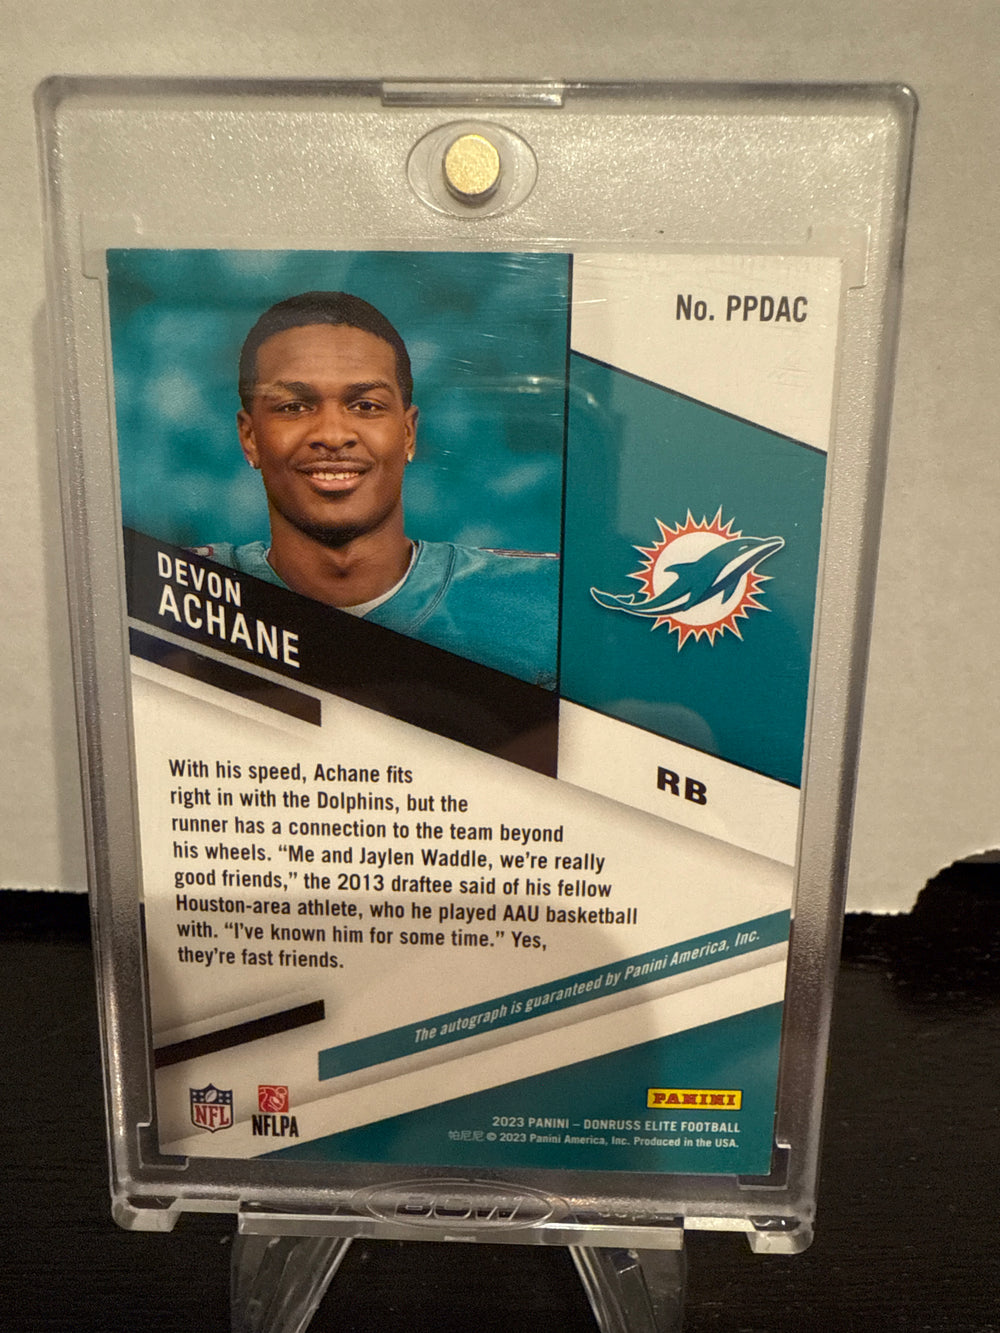 No. PPDAC
DEVON
ACHANE
RB
With his speed, Achane fits
right in with the Dolphins, but the
runner has a connection to the team beyond
his wheels. “Me and Jaylen Waddle, we’re really
good friends,” the 2013 draftee said of his fellow
Houston-area athlete, who he played AAU basketball
with. “I’ve known him for some time.” Yes,
they’re fast friends.
The autograph is guaranteed by Panini America, Inc.
NFL
NFLPA
PANINI
2023 PANINI – DONRUSS ELITE FOOTBALL
帕尼尼 © 2023 Panini America, Inc. Produced in the USA.
BCW